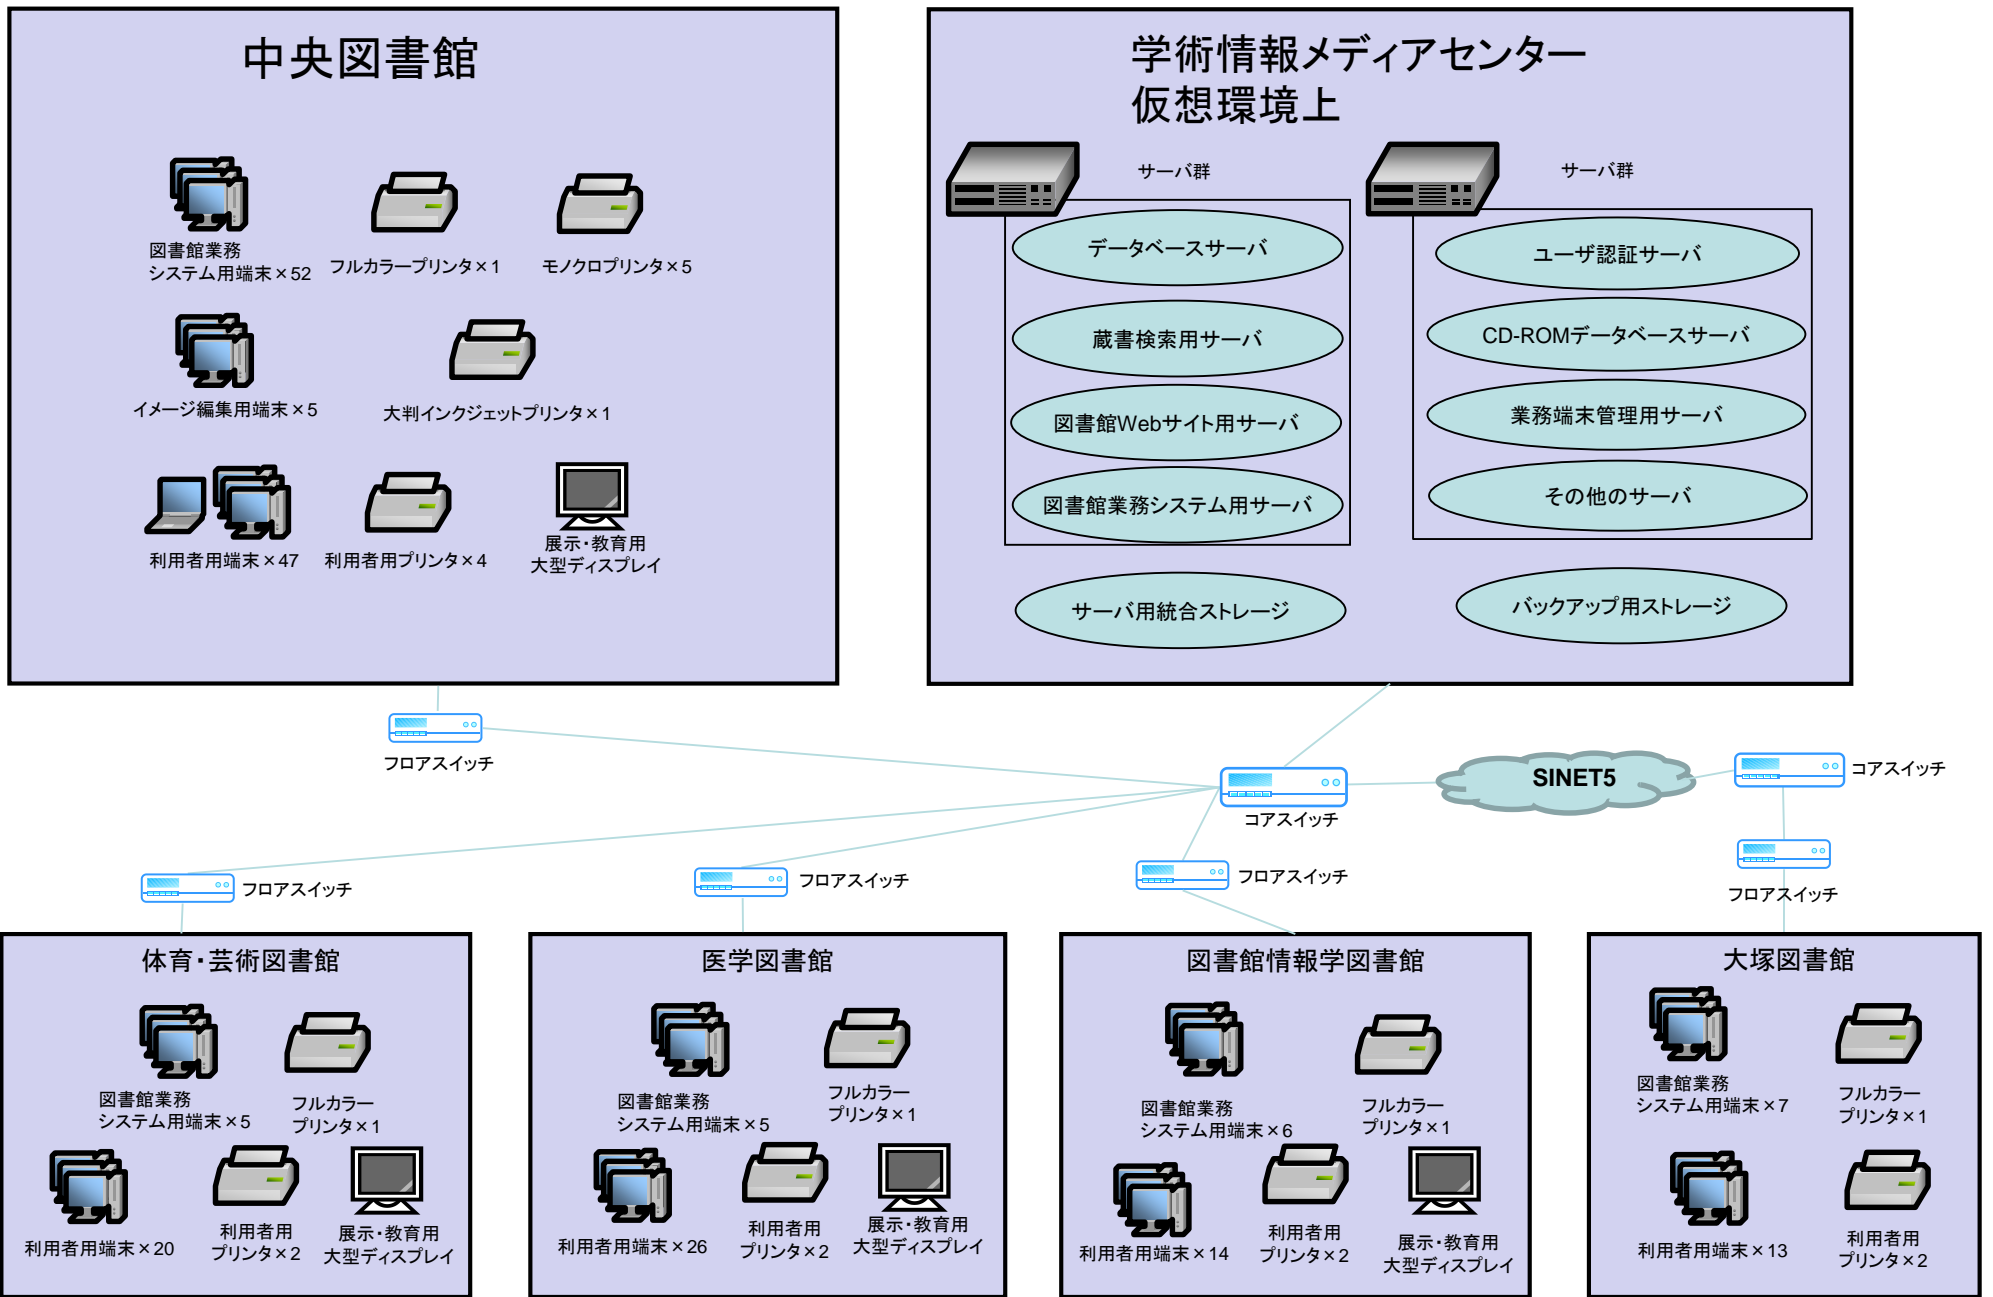 中央図書館
図書館業務
システム用端末×52
フルカラープリンタ×1
モノクロプリンタ×5
イメージ編集用端末×5
大判インクジェットプリンタ×1
利用者用端末×47
利用者用プリンタ×4
展示・教育用
大型ディスプレイ
学術情報メディアセンター
仮想環境上
サーバ群
データベースサーバ
蔵書検索用サーバ
図書館Webサイト用サーバ
図書館業務システム用サーバ
サーバ用統合ストレージ
サーバ群
ユーザ認証サーバ
CD-ROMデータベースサーバ
業務端末管理用サーバ
その他のサーバ
バックアップ用ストレージ
フロアスイッチ
コアスイッチ
SINET5
コアスイッチ
フロアスイッチ
フロアスイッチ
フロアスイッチ
フロアスイッチ
体育・芸術図書館
図書館業務
システム用端末×5
フルカラー
プリンタ×1
利用者用端末×20
利用者用
プリンタ×2
展示・教育用
大型ディスプレイ
医学図書館
図書館業務
システム用端末×5
フルカラー
プリンタ×1
利用者用端末×26
利用者用
プリンタ×2
展示・教育用
大型ディスプレイ
図書館情報学図書館
図書館業務
システム用端末×6
フルカラー
プリンタ×1
利用者用端末×14
利用者用
プリンタ×2
展示・教育用
大型ディスプレイ
大塚図書館
図書館業務
システム用端末×7
フルカラー
プリンタ×1
利用者用端末×13
利用者用
プリンタ×2